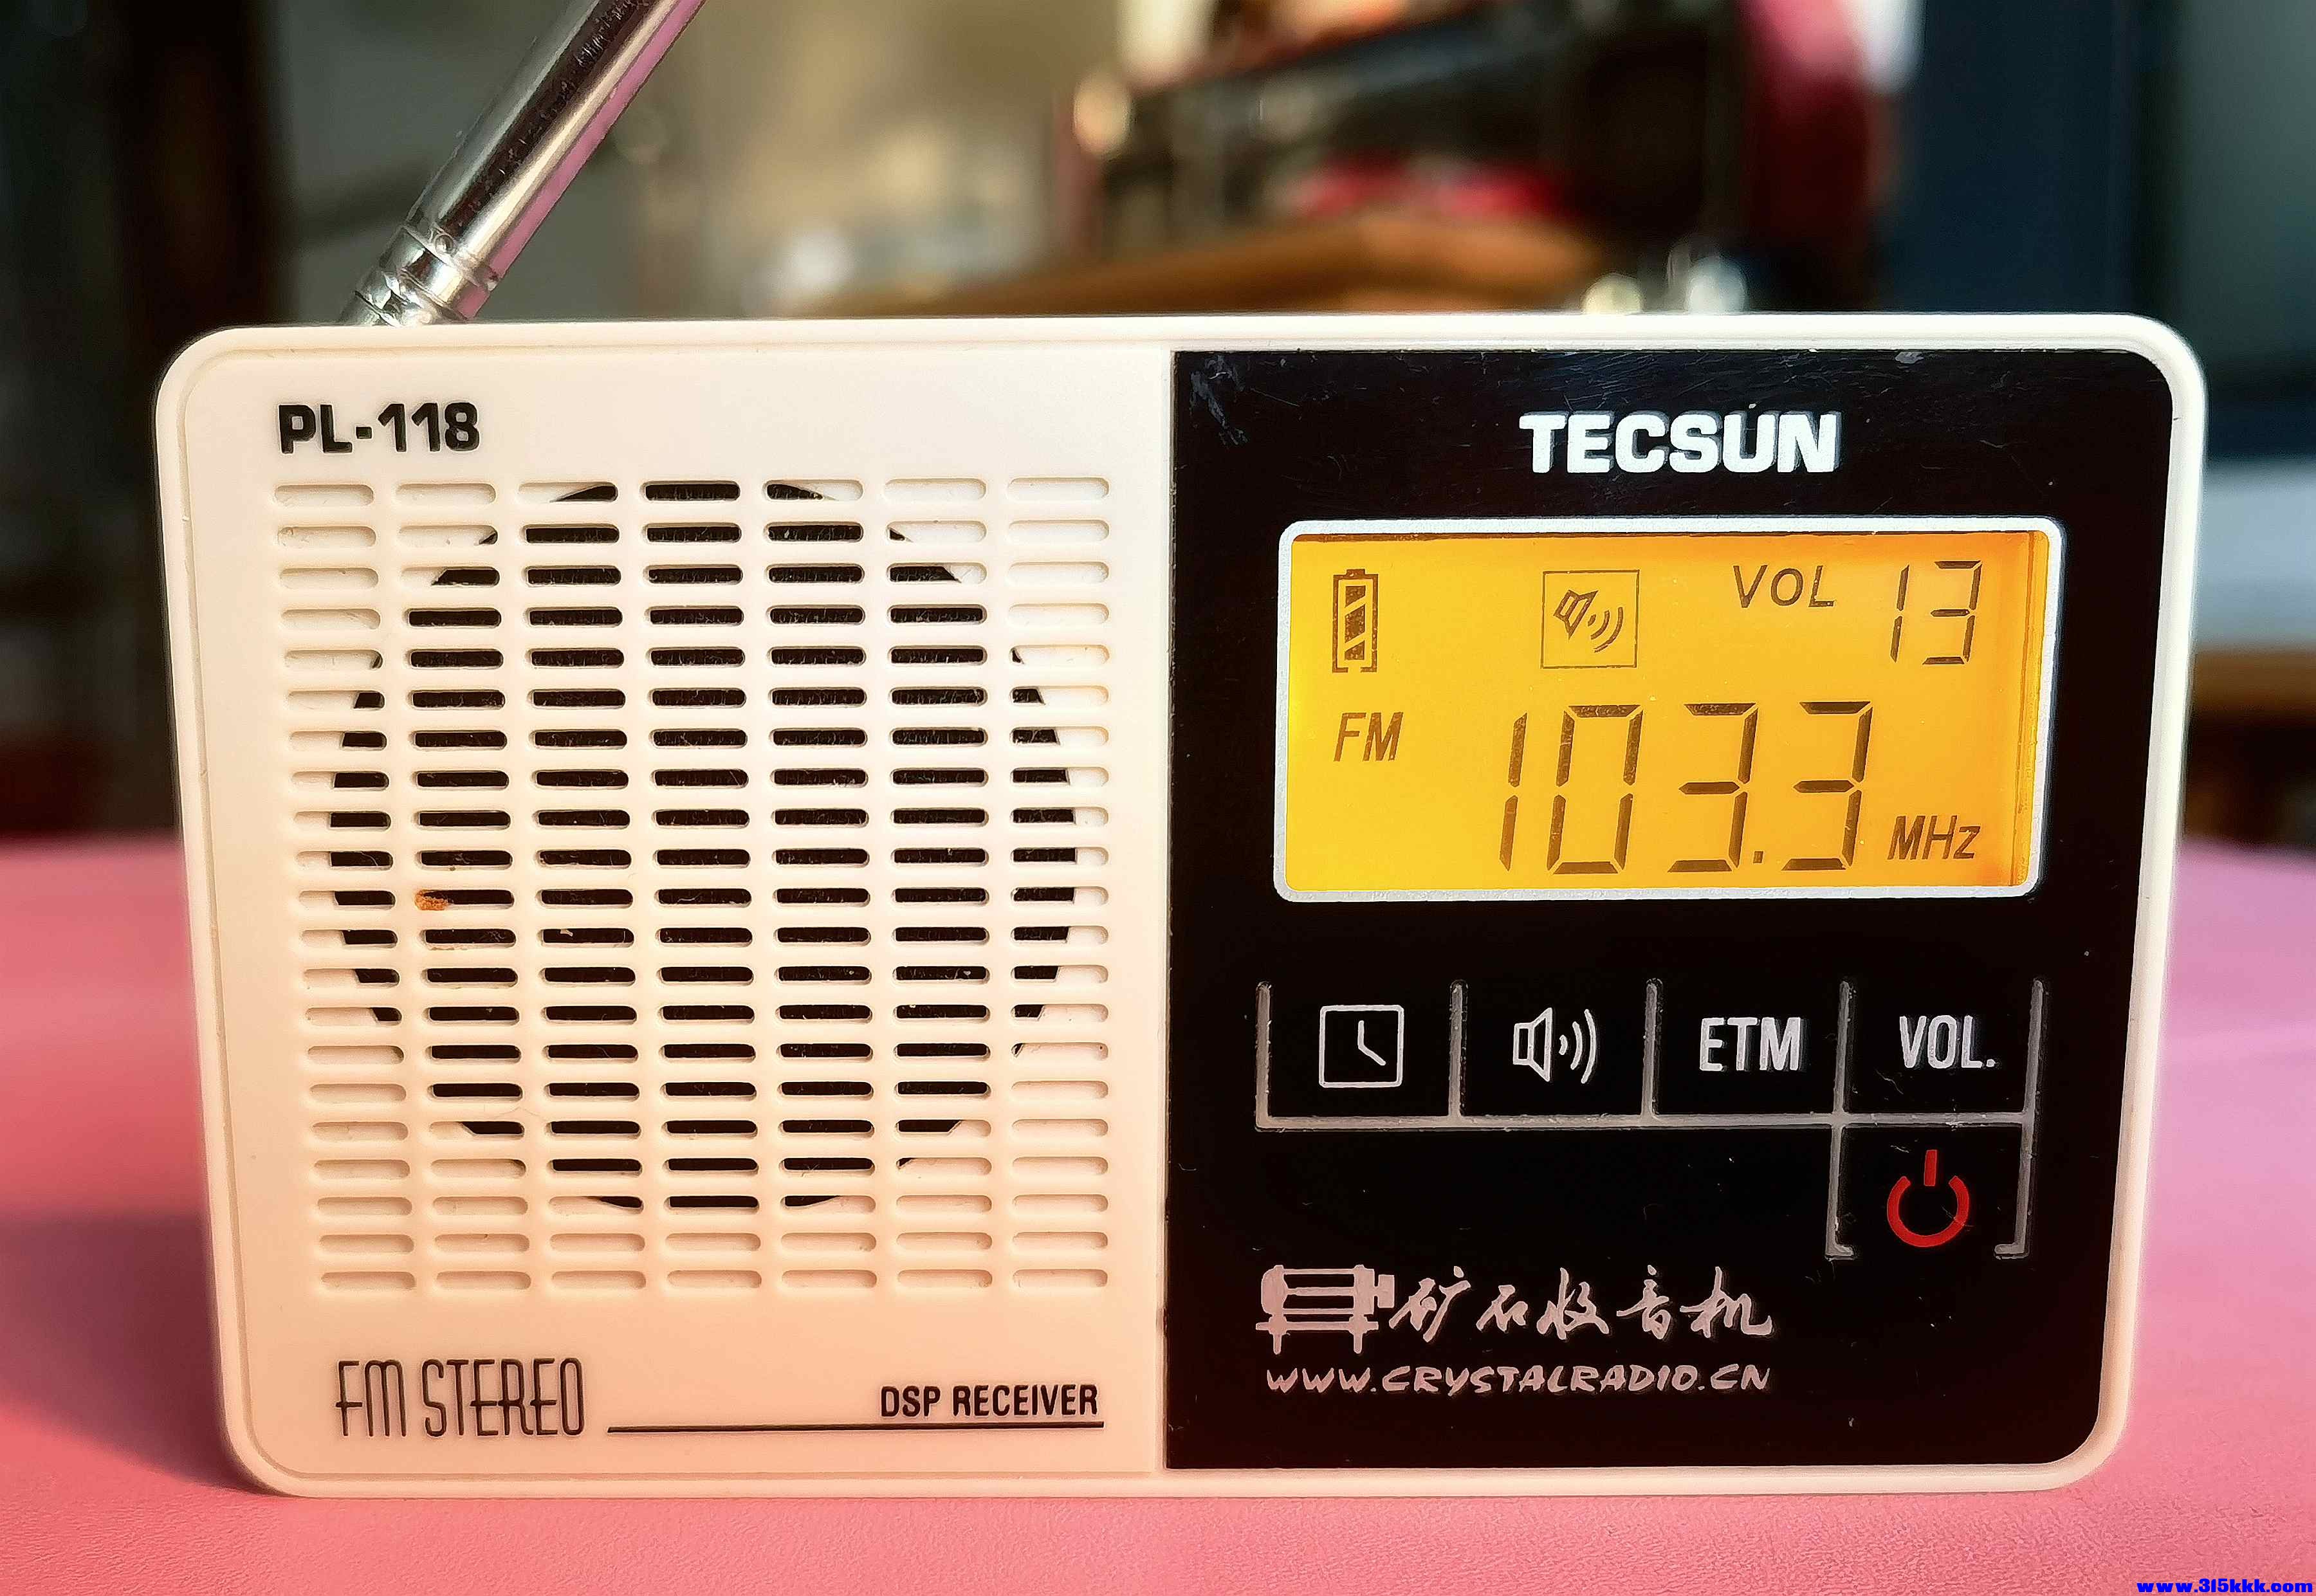 PL-118
TECSUN
VOL 13
FM 103.3 MHz
ETM
VOL.
矿石收音机
WWW.CRYSTALRADIO.CN
FM STEREO
DSP RECEIVER
www.315kkk.com